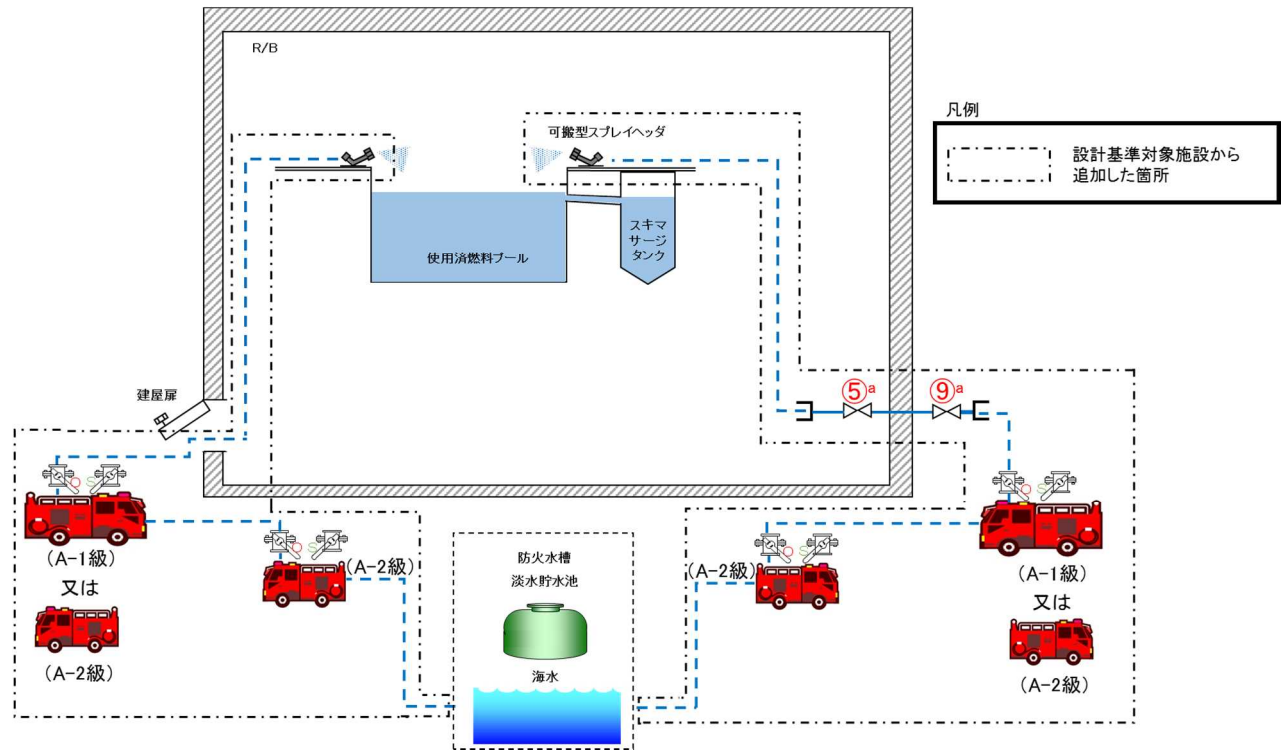 R/B
可搬型スプレイヘッダ
凡例
設計基準対象施設から
追加した箇所
使用済燃料プール
スキマ
サージ
タンク
建屋扉
⑤a
⑨a
O S
O S
O S
O S
(A-1級)
又は
(A-2級)
(A-2級)
防火水槽
淡水貯水池
海水
(A-2級)
(A-1級)
又は
(A-2級)